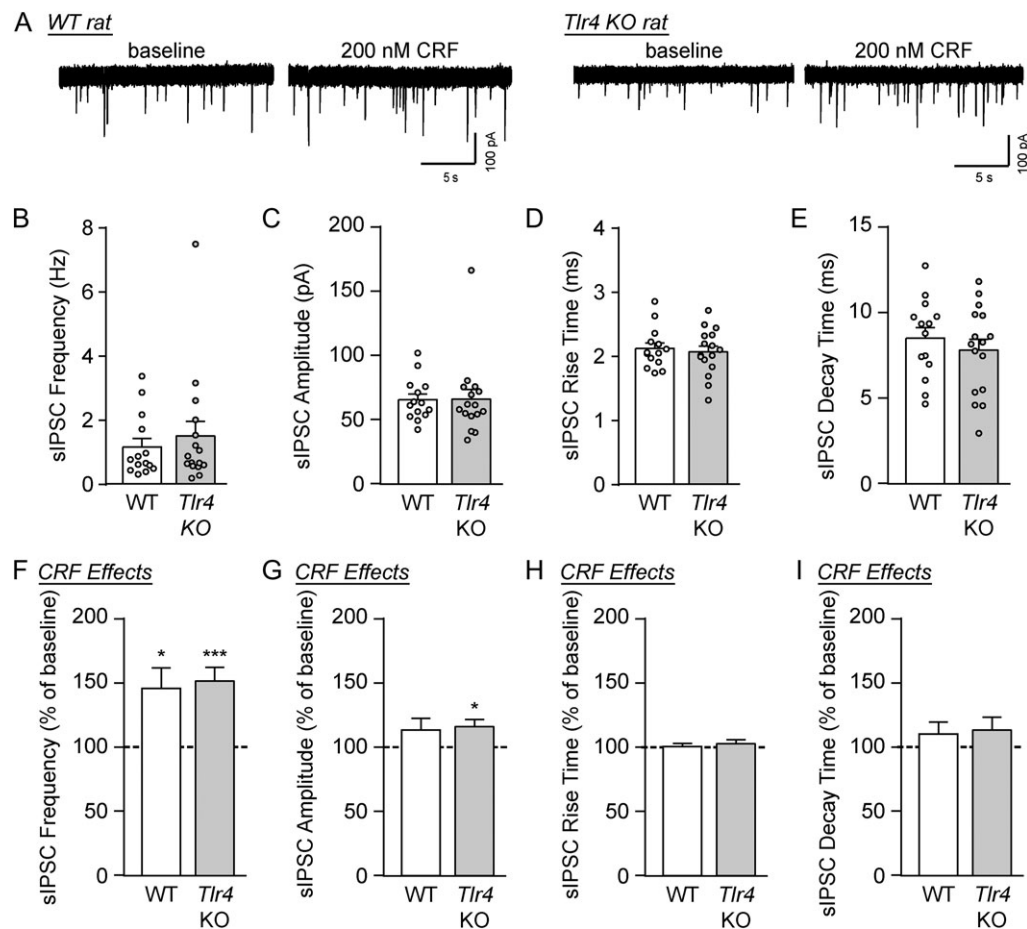 A WT rat
Tlr4 KO rat
baseline
200 nM CRF
baseline
200 nM CRF
100 pA
5 s
100 pA
5 s
B
sIPSC Frequency (Hz)
8
6
4
2
0
WT
Tlr4
KO
C
sIPSC Amplitude (pA)
200
150
100
50
0
WT
Tlr4
KO
D
sIPSC Rise Time (ms)
4
3
2
1
0
WT
Tlr4
KO
E
sIPSC Decay Time (ms)
15
10
5
0
WT
Tlr4
KO
F CRF Effects
sIPSC Frequency (% of baseline)
200
150
100
50
0
* ***
WT
Tlr4
KO
G CRF Effects
sIPSC Amplitude (% of baseline)
200
150
100
50
0
*
WT
Tlr4
KO
H CRF Effects
sIPSC Rise Time (% of baseline)
200
150
100
50
0
WT
Tlr4
KO
I CRF Effects
sIPSC Decay Time (% of baseline)
200
150
100
50
0
WT
Tlr4
KO